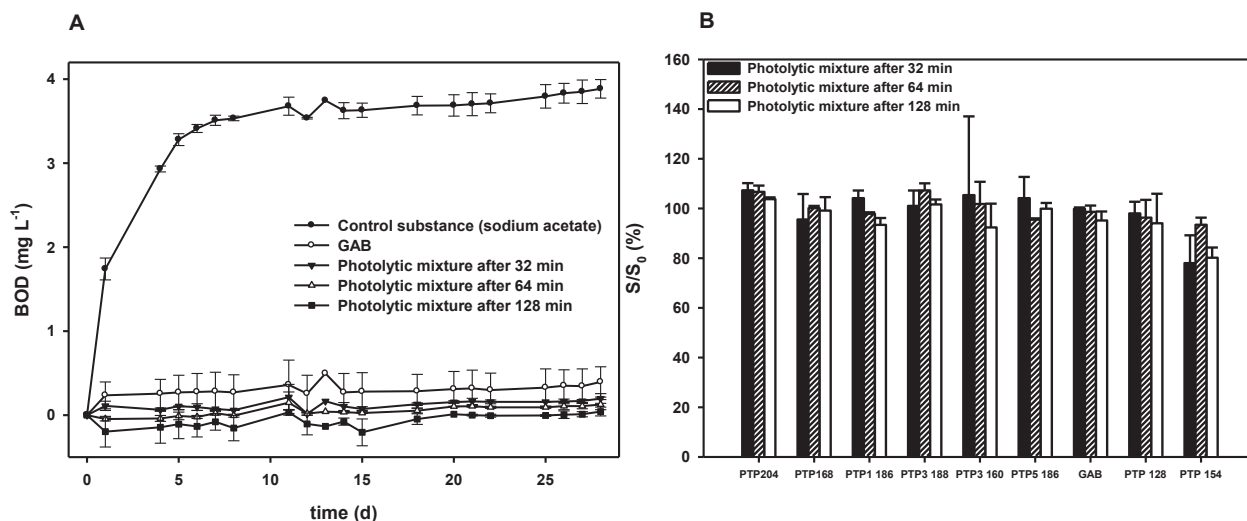 A
BOD (mg L⁻¹)
4
3
2
1
0
Control substance (sodium acetate)
GAB
Photolytic mixture after 32 min
Photolytic mixture after 64 min
Photolytic mixture after 128 min
0 5 10 15 20 25
time (d)
B
S/S₀ (%)
160
140
120
100
80
60
40
20
0
Photolytic mixture after 32 min
Photolytic mixture after 64 min
Photolytic mixture after 128 min
PTP204 PTP168 PTP1 186 PTP3 188 PTP3 160 PTP5 186 GAB PTP 128 PTP 154